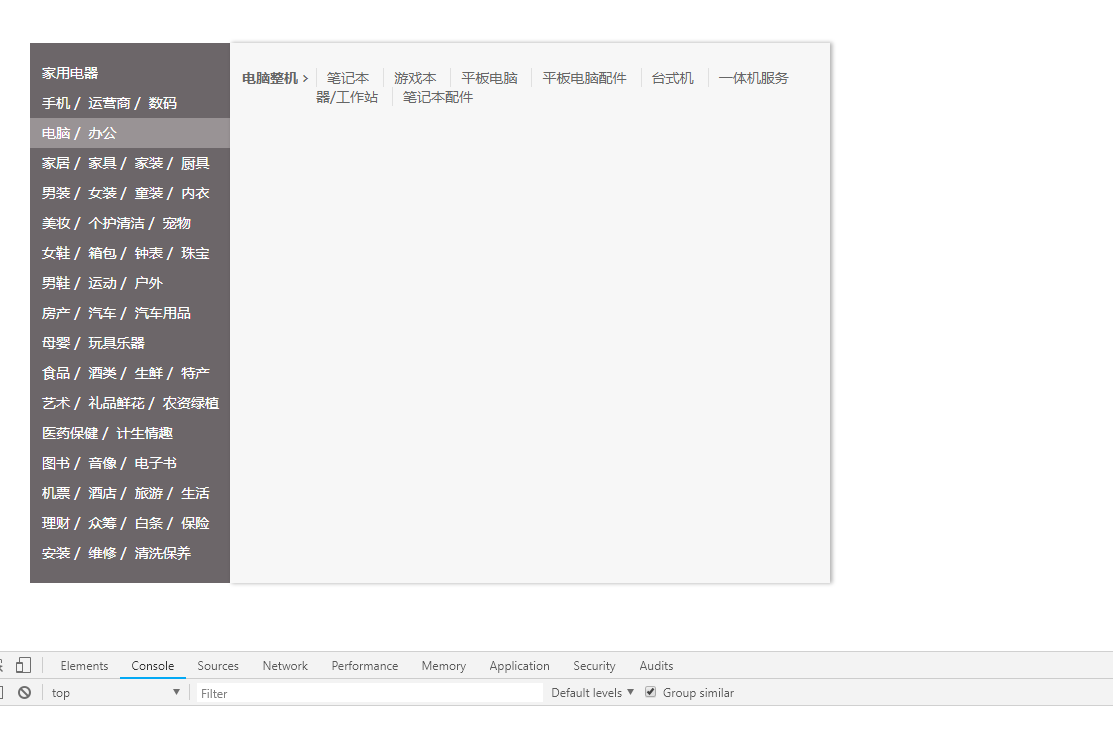 家用电器
手机 / 运营商 / 数码
电脑 / 办公
家居 / 家具 / 家装 / 厨具
男装 / 女装 / 童装 / 内衣
美妆 / 个护清洁 / 宠物
女鞋 / 箱包 / 钟表 / 珠宝
男鞋 / 运动 / 户外
房产 / 汽车 / 汽车用品
母婴 / 玩具乐器
食品 / 酒类 / 生鲜 / 特产
艺术 / 礼品鲜花 / 农资绿植
医药保健 / 计生情趣
图书 / 音像 / 电子书
机票 / 酒店 / 旅游 / 生活
理财 / 众筹 / 白条 / 保险
安装 / 维修 / 清洗保养
电脑整机 > 笔记本 游戏本 平板电脑 平板电脑配件 台式机 一体机服务
器/工作站 笔记本配件
Elements Console Sources Network Performance Memory Application Security Audits
top Filter Default levels Group similar